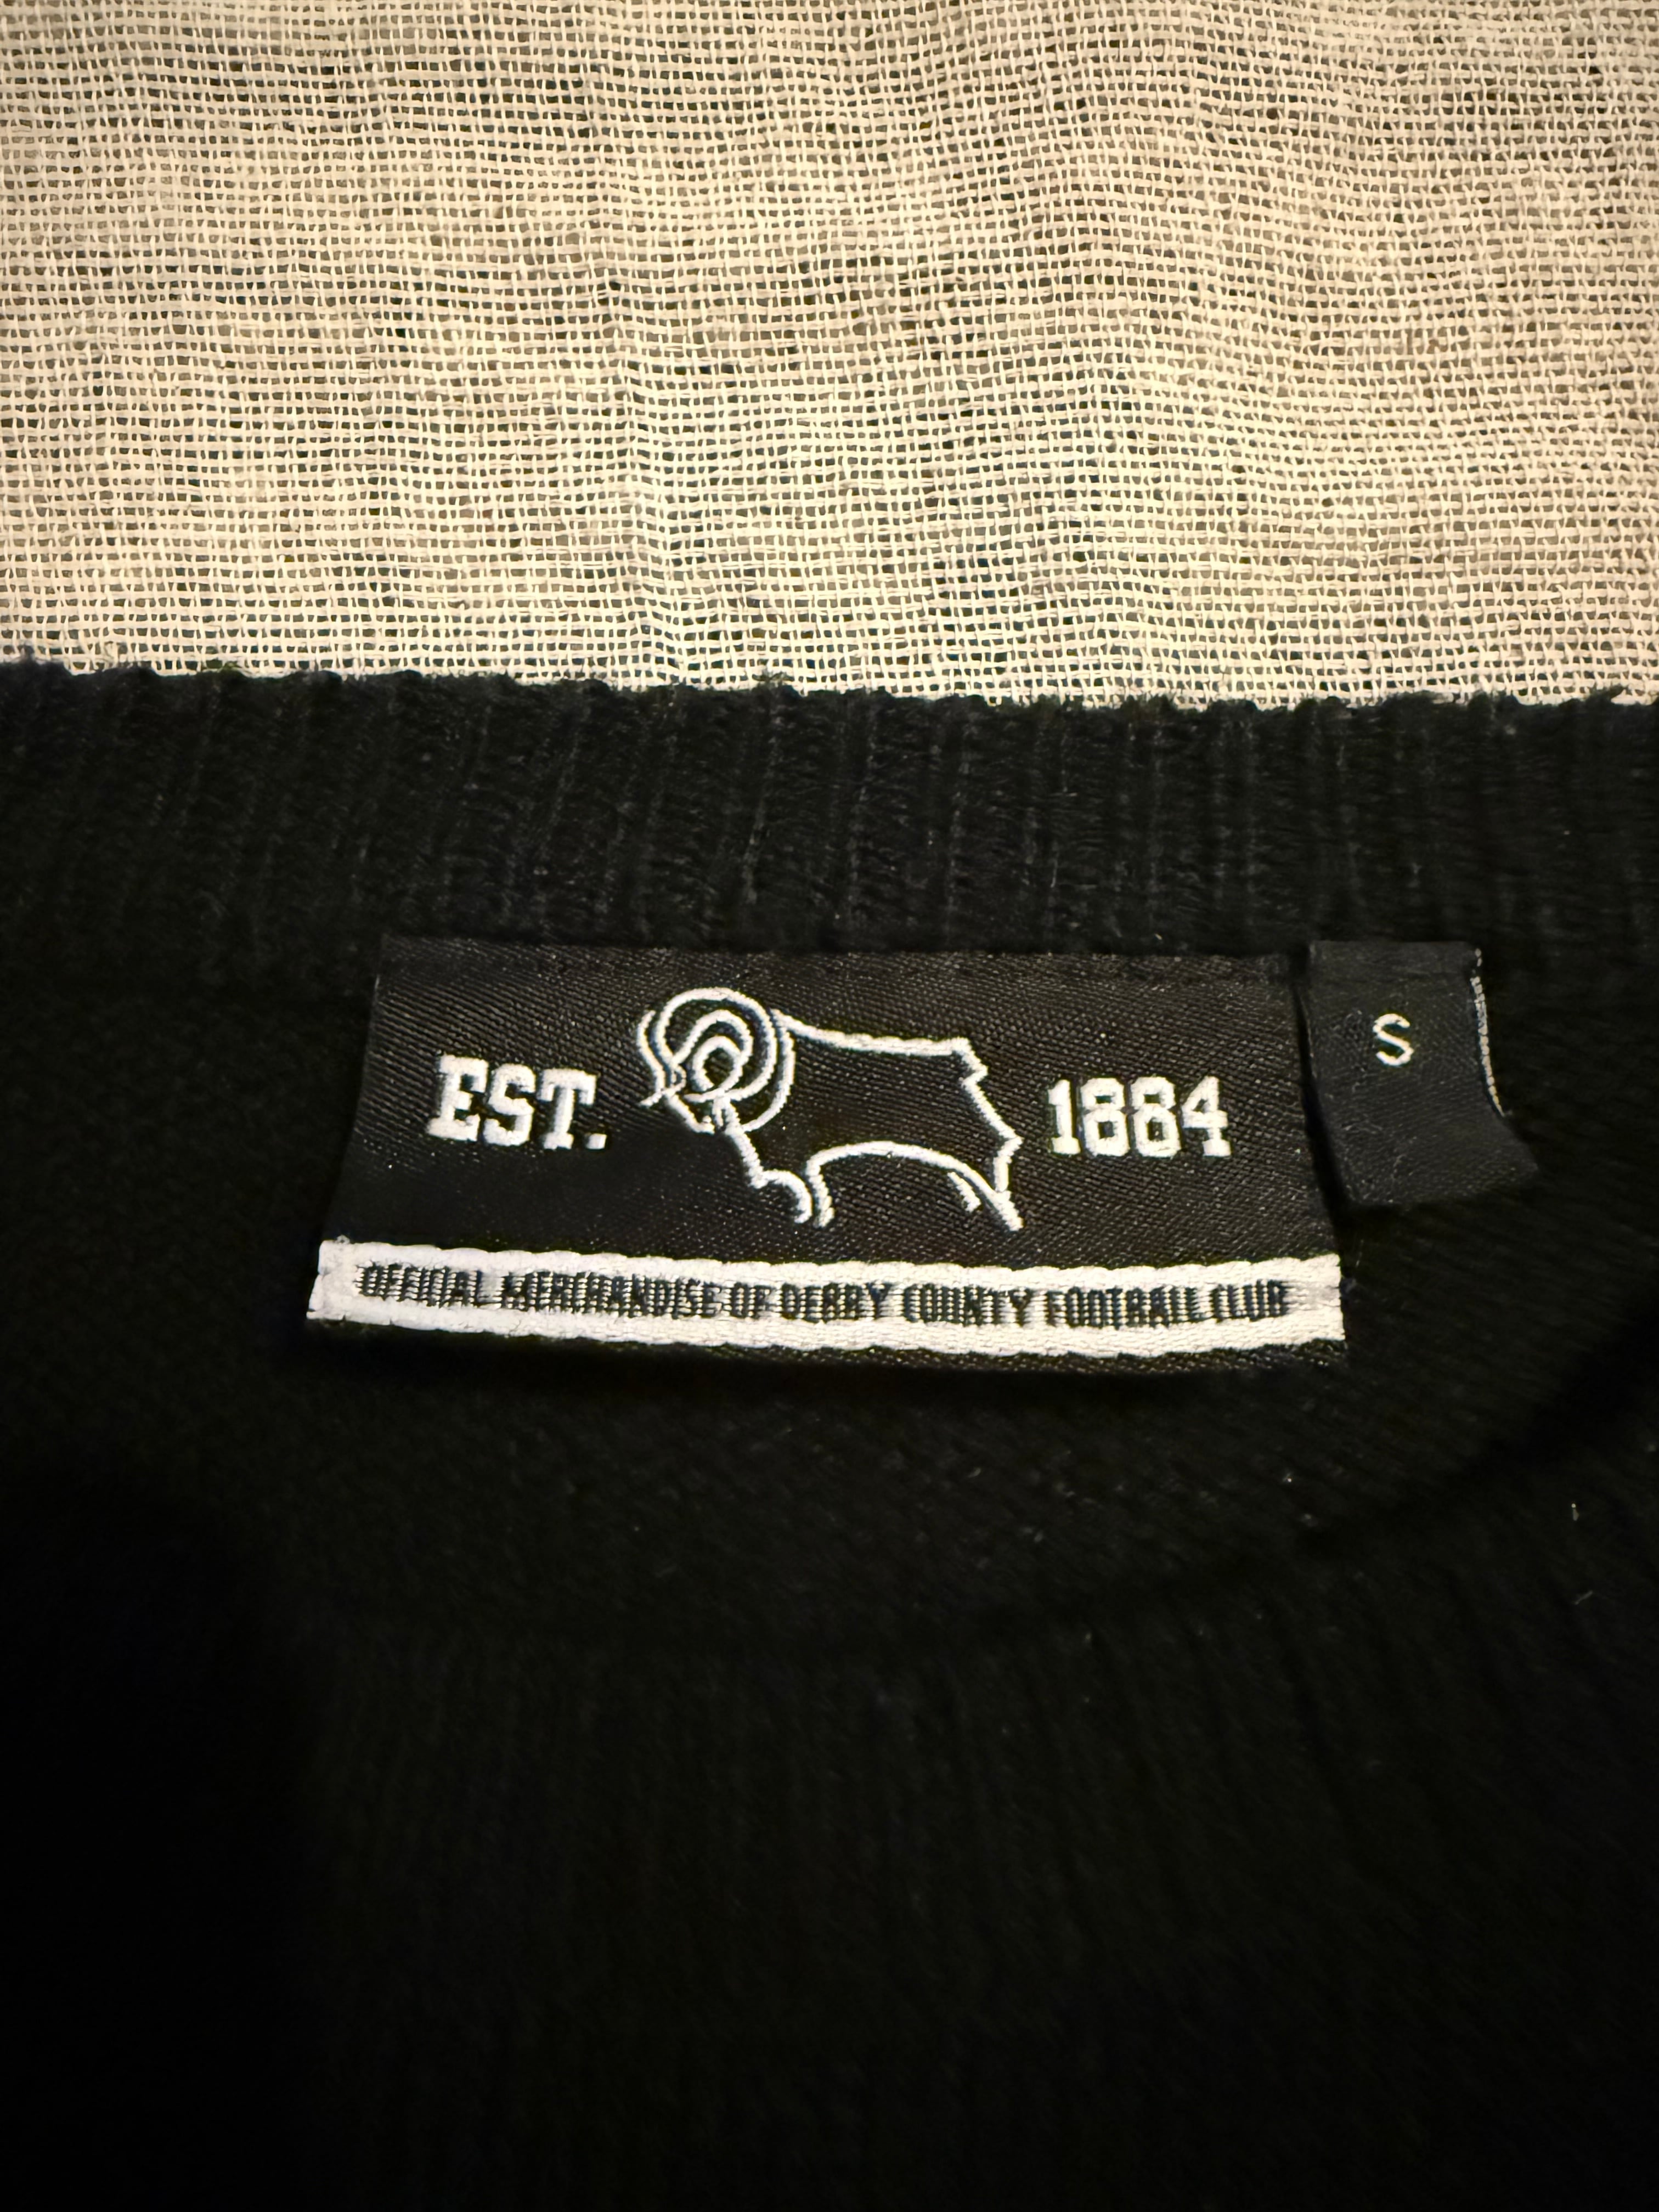 EST. 1884
S
OFFICIAL MERCHANDISE OF DERBY COUNTY FOOTBALL CLUB